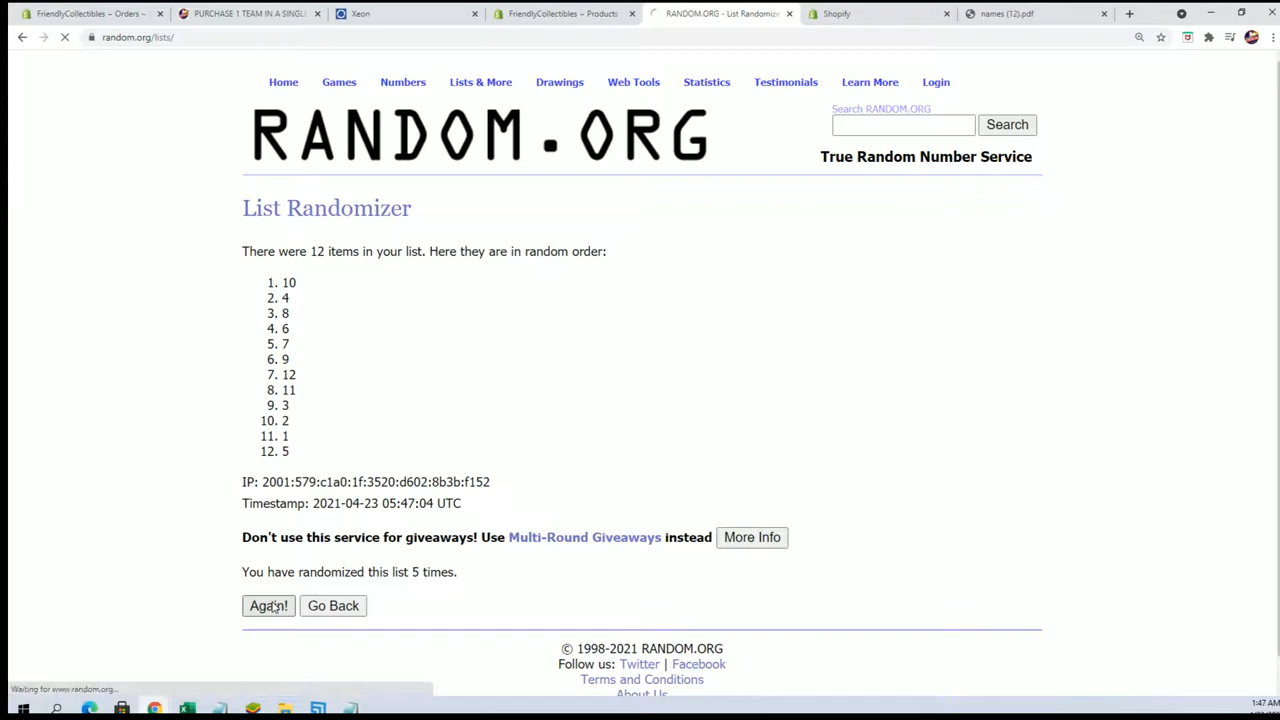 FriendlyCollectibles ~ Orders ~
PURCHASE 1 TEAM IN A SINGLE
Xeon
FriendlyCollectibles ~ Products
RANDOM.ORG - List Randomizer
Shopify
names (12).pdf
random.org/lists/
Home Games Numbers Lists & More Drawings Web Tools Statistics Testimonials Learn More Login
RANDOM.ORG
Search RANDOM.ORG
Search
True Random Number Service
List Randomizer
There were 12 items in your list. Here they are in random order:
1. 10
2. 4
3. 8
4. 6
5. 7
6. 9
7. 12
8. 11
9. 3
10. 2
11. 1
12. 5
IP: 2001:579:c1a0:1f:3520:d602:8b3b:f152
Timestamp: 2021-04-23 05:47:04 UTC
Don't use this service for giveaways! Use Multi-Round Giveaways instead More Info
You have randomized this list 5 times.
Again! Go Back
© 1998-2021 RANDOM.ORG
Follow us: Twitter | Facebook
Terms and Conditions
About Us
Waiting for www.random.org...
1:47 AM